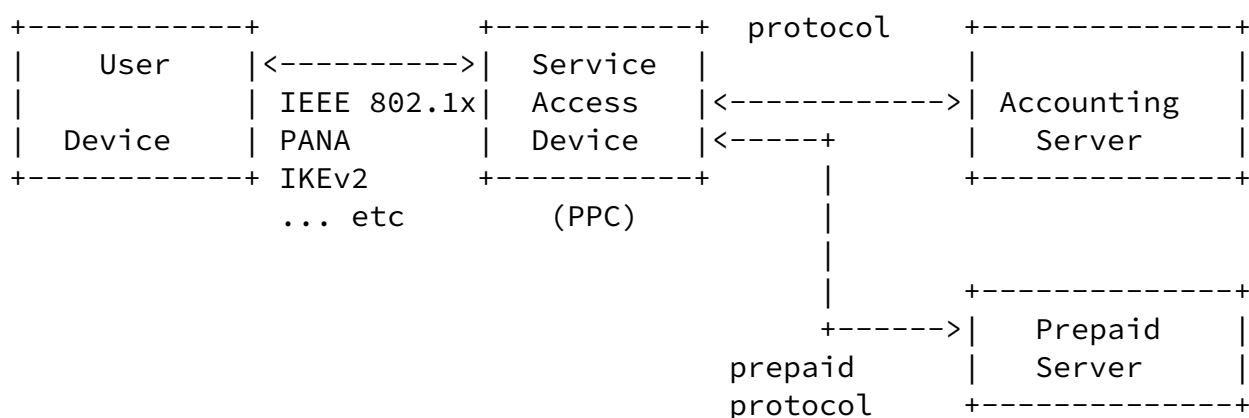 +------------+ +-----------+ protocol +--------------+
| User |<---------->| Service | | |
| | IEEE 802.1x| Access |<------------>| Accounting |
| Device | PANA | Device |<-----+ | Server |
+------------+ IKEv2 +-----------+ | +--------------+
... etc (PPC) |
|
| +--------------+
+------>| Prepaid |
prepaid | Server |
protocol +--------------+